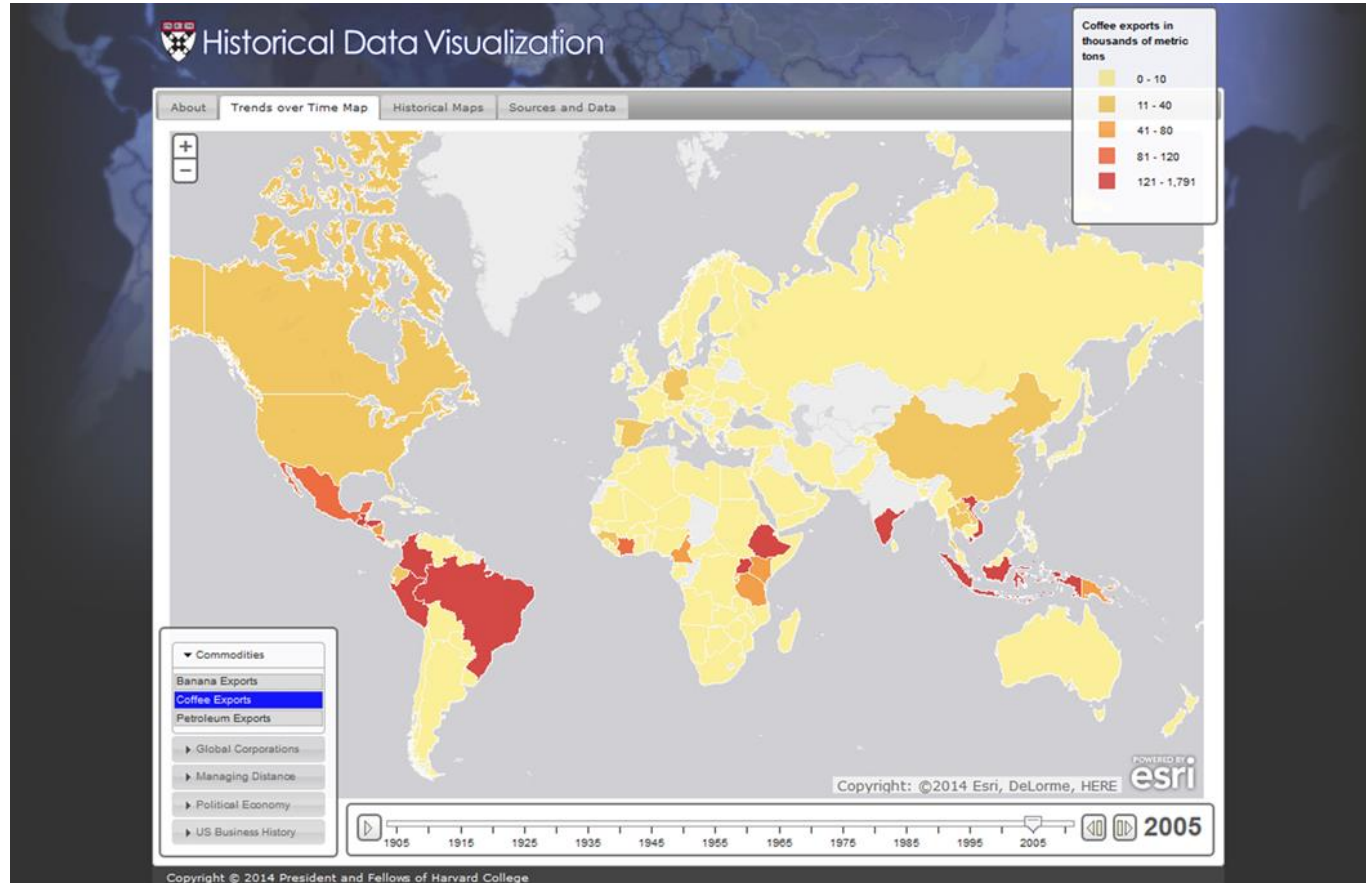 Historical Data Visualization
Coffee exports in
thousands of metric
tons
0 - 10
11 - 40
41 - 80
81 - 120
121 - 1,791
About Trends over Time Map Historical Maps Sources and Data
+
−
Commodities
Banana Exports
Coffee Exports
Petroleum Exports
Global Corporations
Managing Distance
Political Economy
US Business History
POWERED BY
esri
Copyright: ©2014 Esri, DeLorme, HERE
1905 1915 1925 1935 1945 1955 1965 1975 1985 1995 2005
2005
Copyright © 2014 President and Fellows of Harvard College